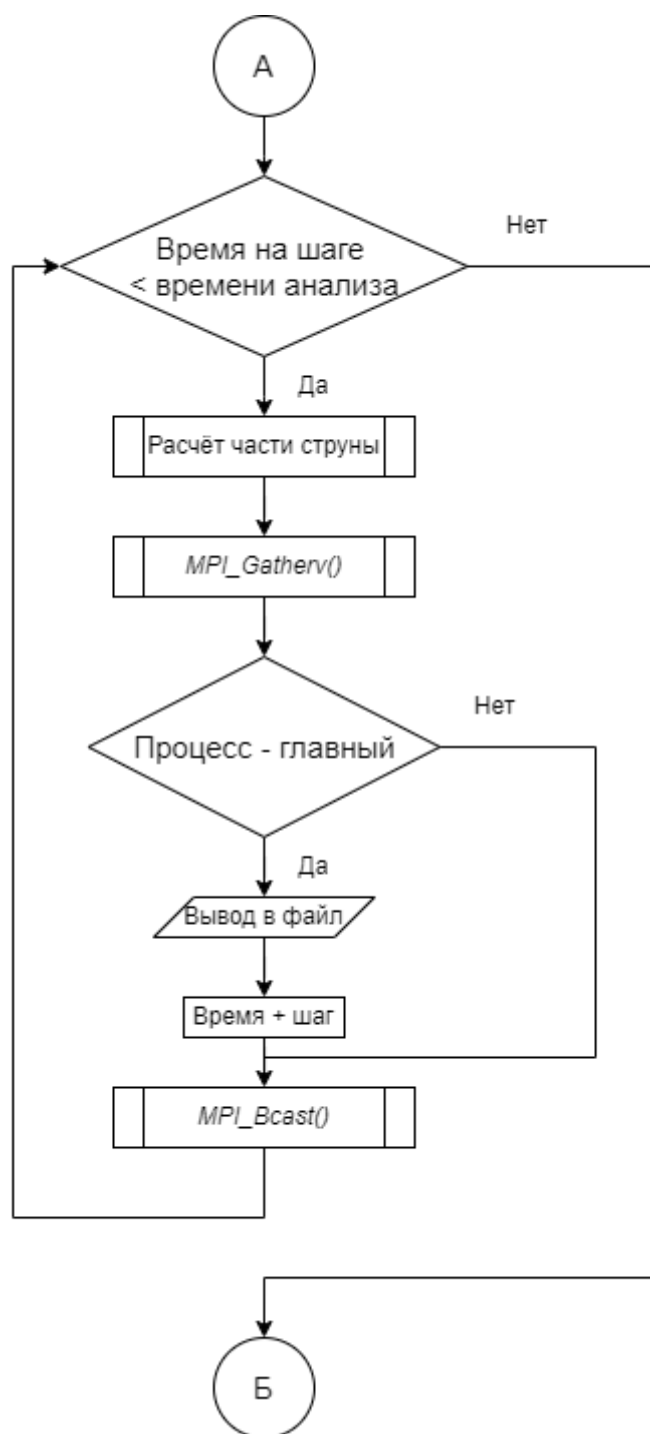 А
Время на шаге
< времени анализа
Нет
Да
Расчёт части струны
MPI_Gatherv()
Процесс - главный
Нет
Да
Вывод в файл
Время + шаг
MPI_Bcast()
Б